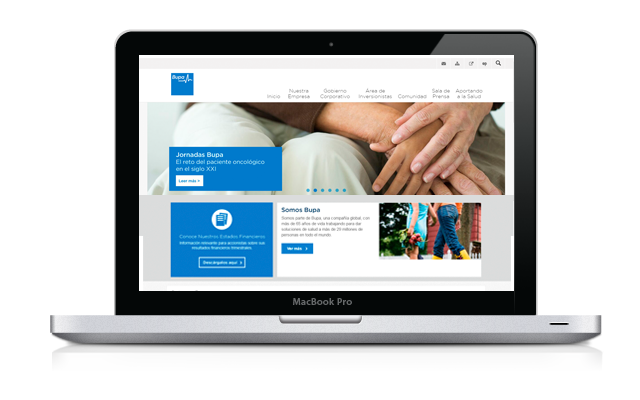 Bupa
Inicio
Nuestra
Empresa
Gobierno
Corporativo
Área de
Inversionistas
Comunidad
Sala de
Prensa
Aportando
a la Salud
Jornadas Bupa
El reto del paciente oncológico
en el siglo XXI
Leer más >
Conoce Nuestros Estados Financieros
Información relevante para accionistas sobre sus
resultados financieros trimestrales.
Descárgalos aquí >
Somos Bupa
Somos parte de Bupa, una compañía global, con
más de 65 años de vida trabajando para dar
soluciones de salud a más de 29 millones de
personas en todo el mundo.
Ver más >
MacBook Pro